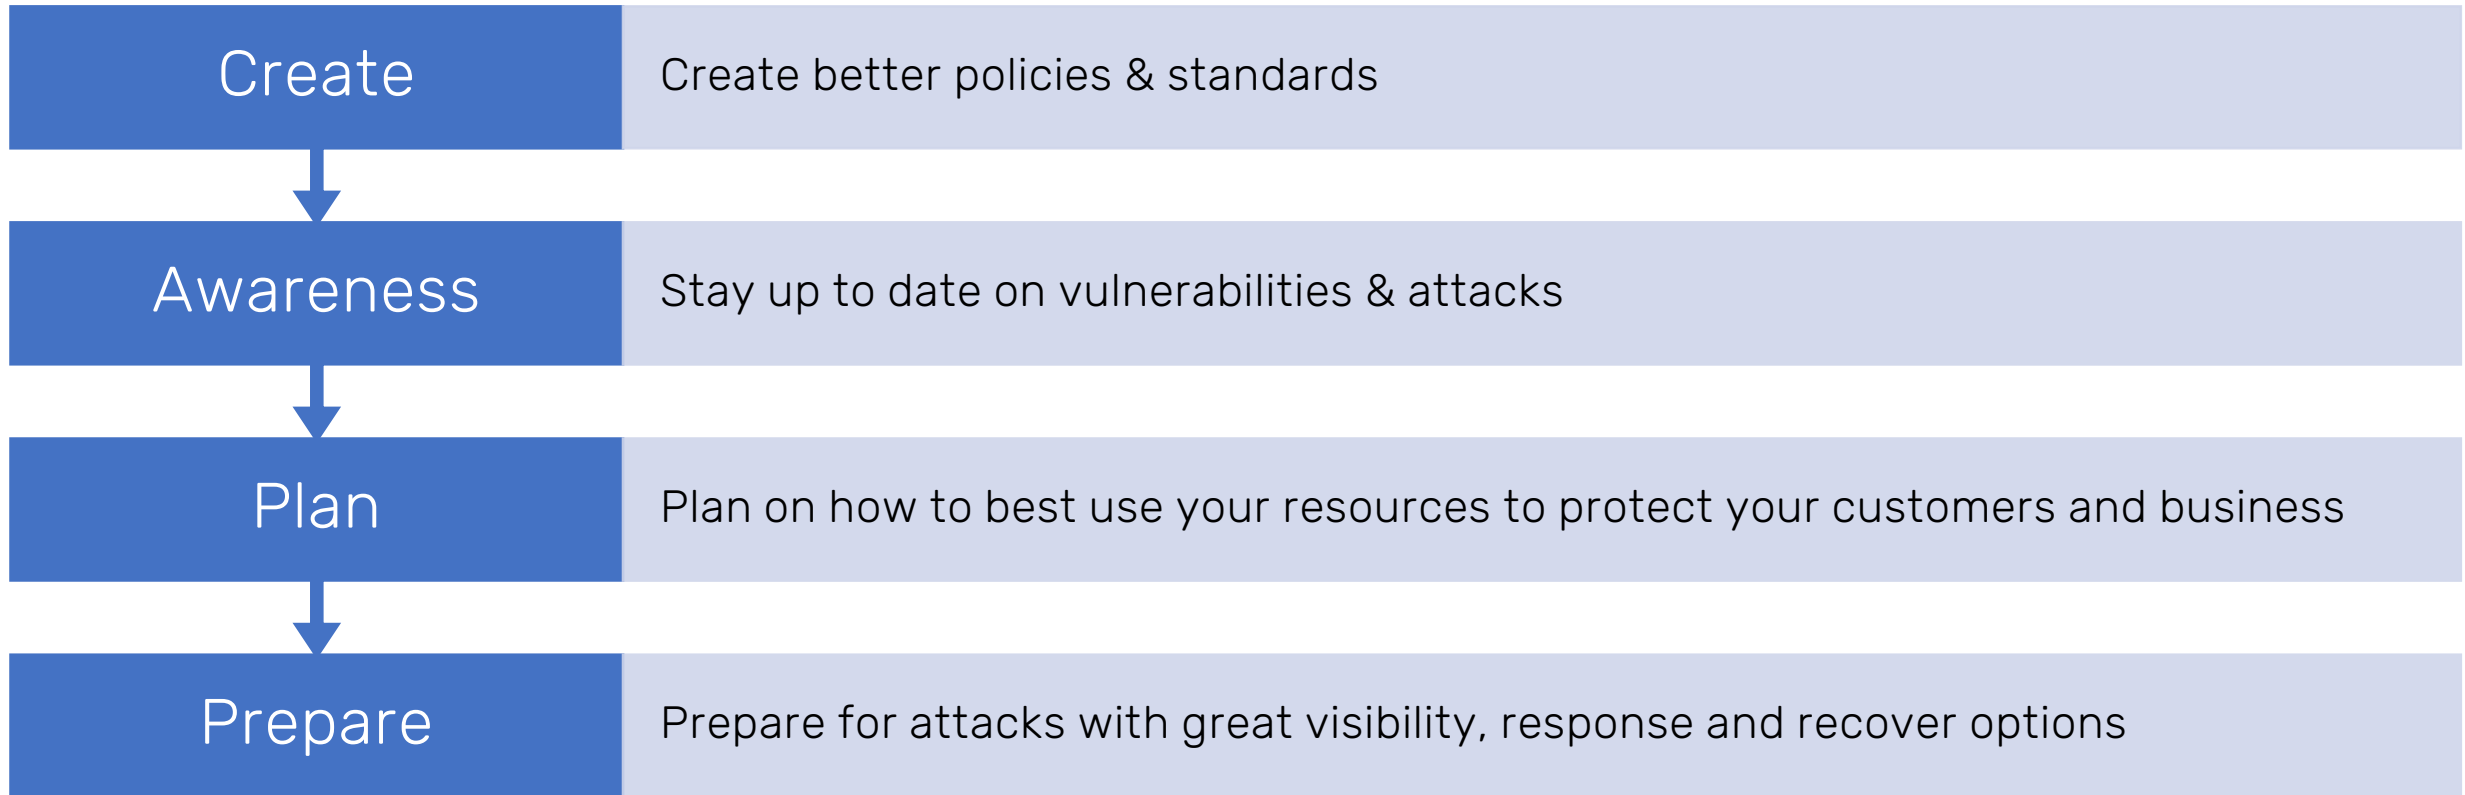 Create
Create better policies & standards
Awareness
Stay up to date on vulnerabilities & attacks
Plan
Plan on how to best use your resources to protect your customers and business
Prepare
Prepare for attacks with great visibility, response and recover options